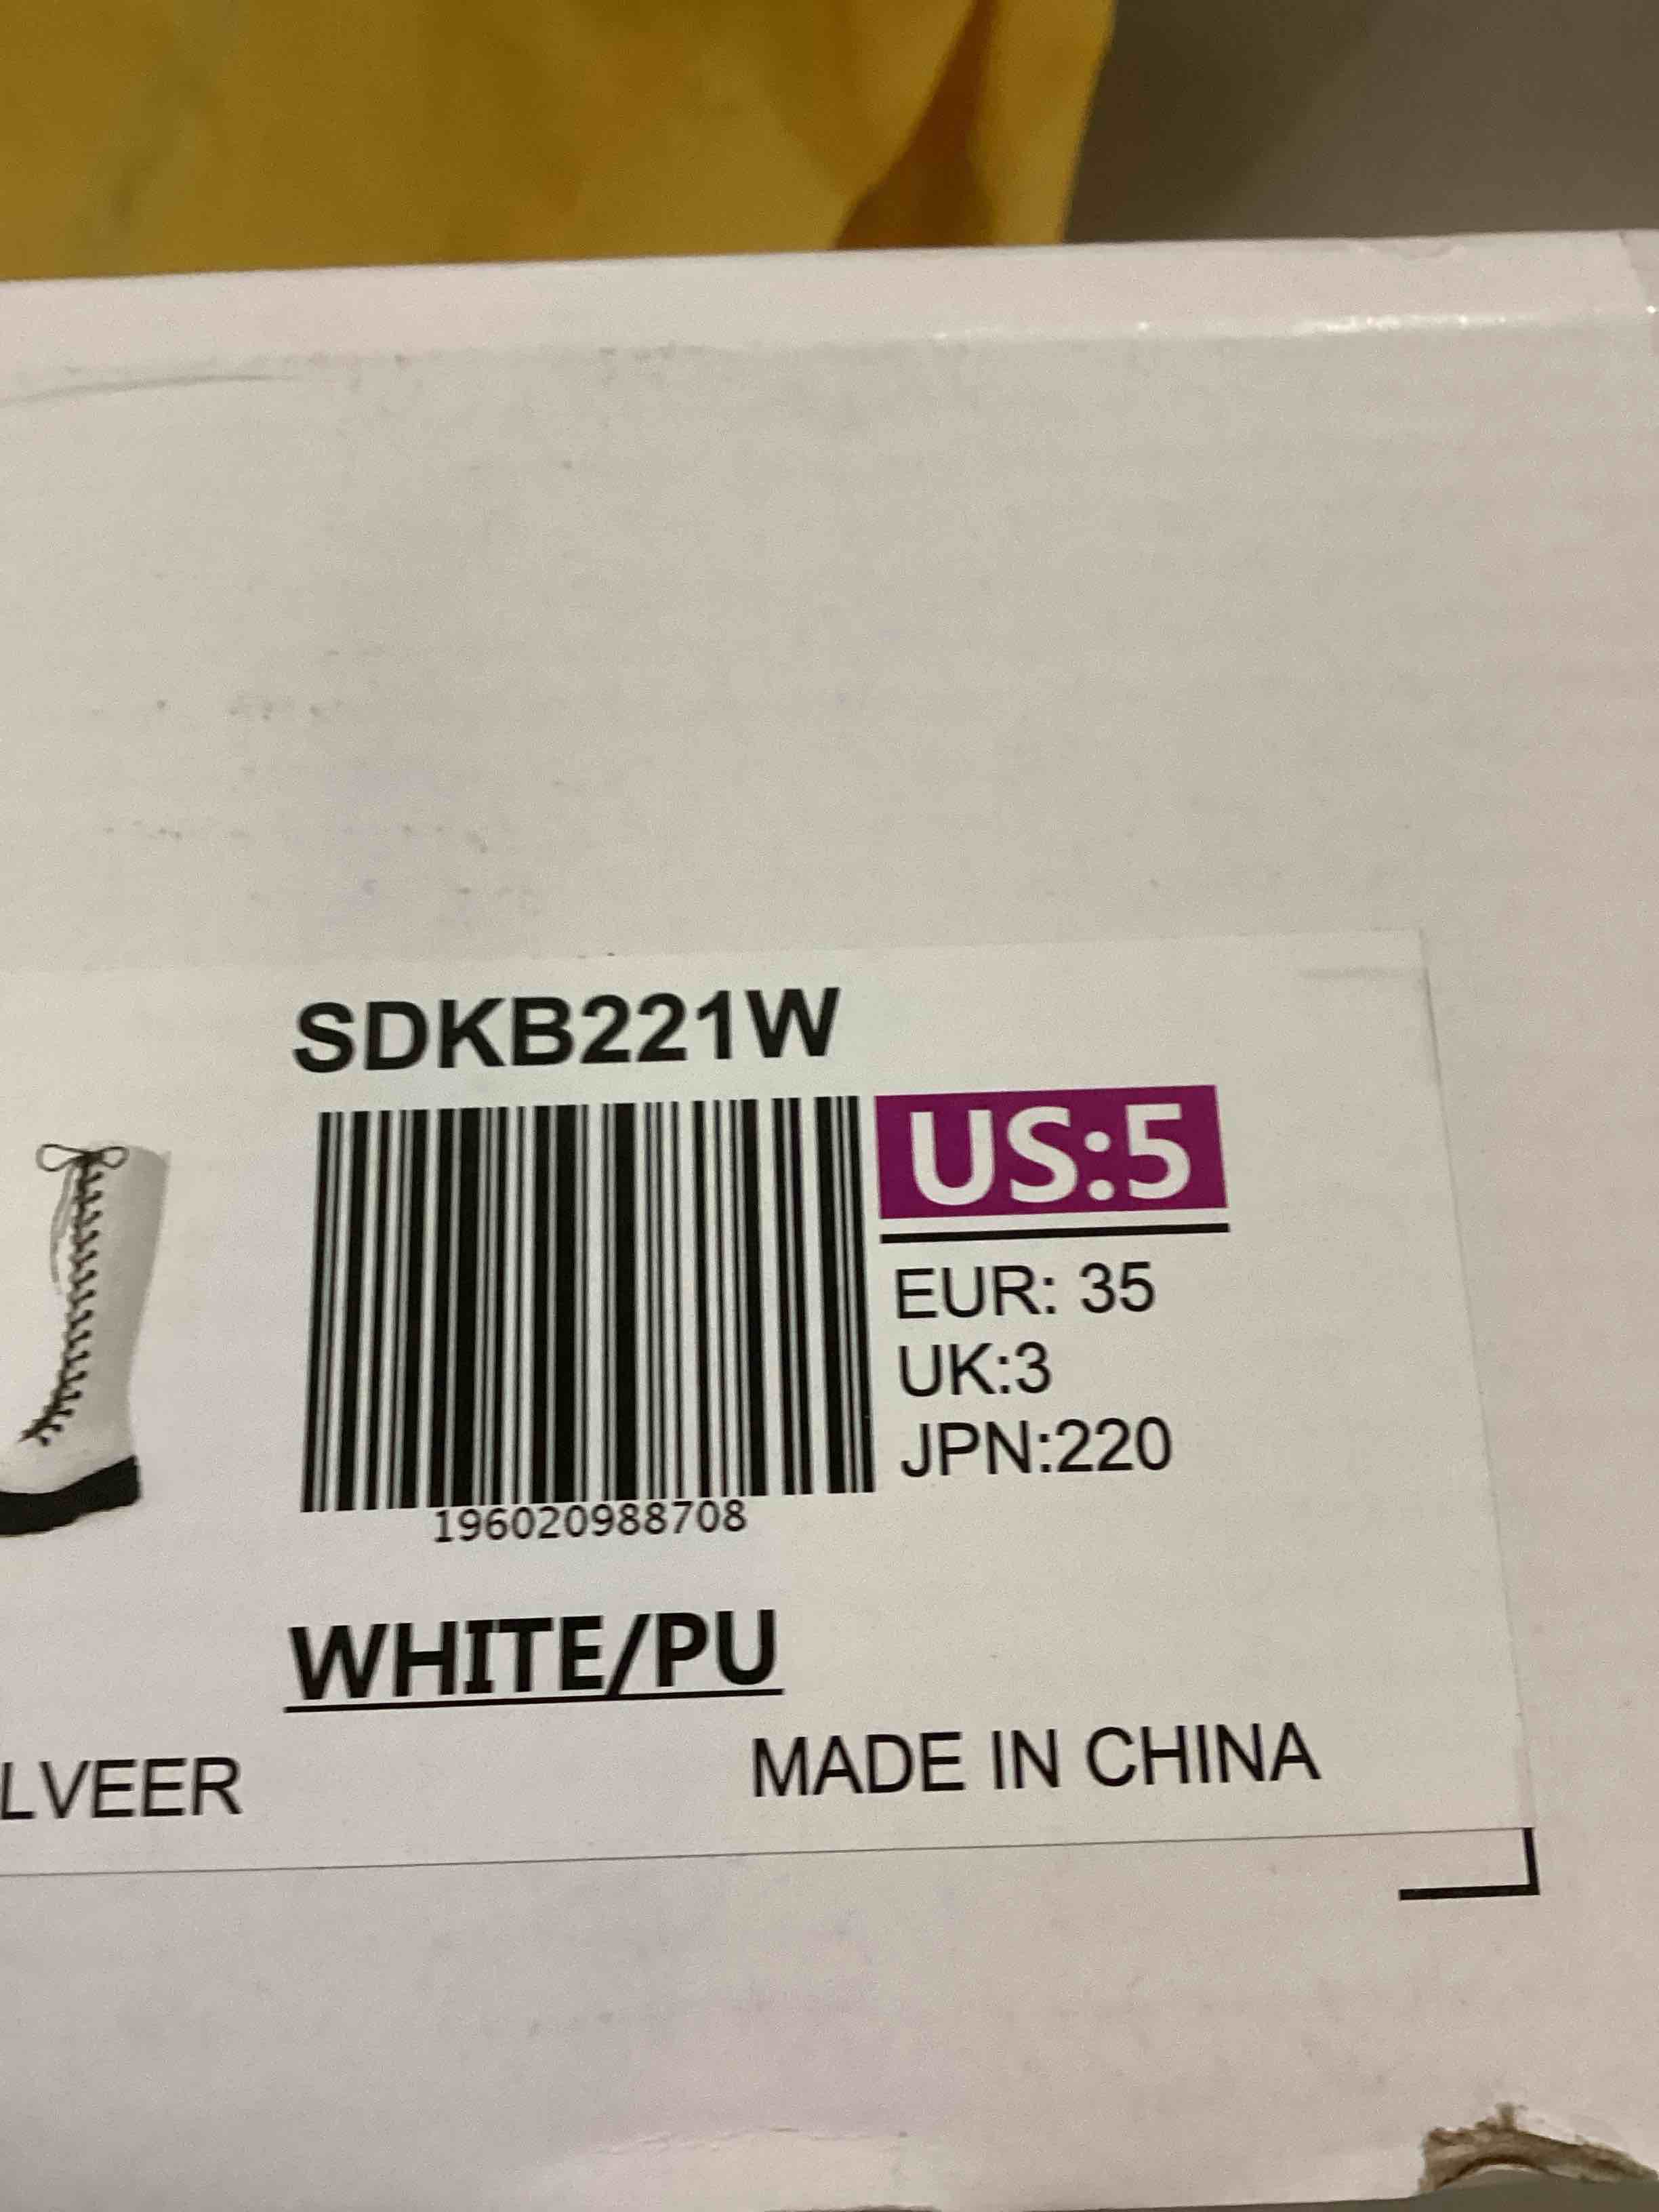 SDKB221W
US:5
EUR: 35
UK:3
JPN:220
196020988708
WHITE/PU
LVEER
MADE IN CHINA